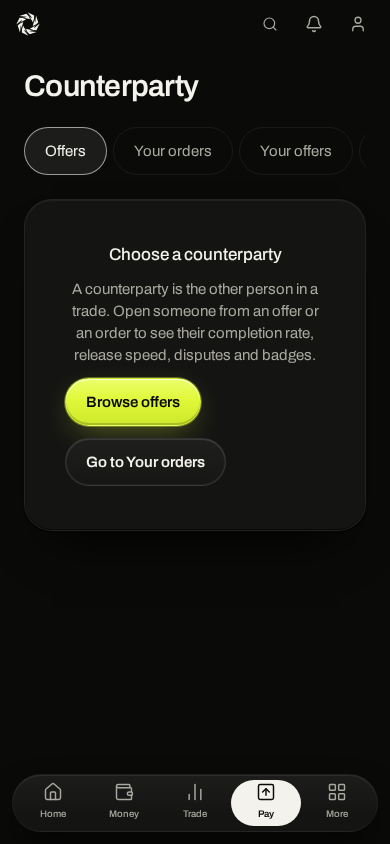 Counterparty
Offers
Your orders
Your offers
Choose a counterparty
A counterparty is the other person in a
trade. Open someone from an offer or
an order to see their completion rate,
release speed, disputes and badges.
Browse offers
Go to Your orders
Home
Money
Trade
Pay
More